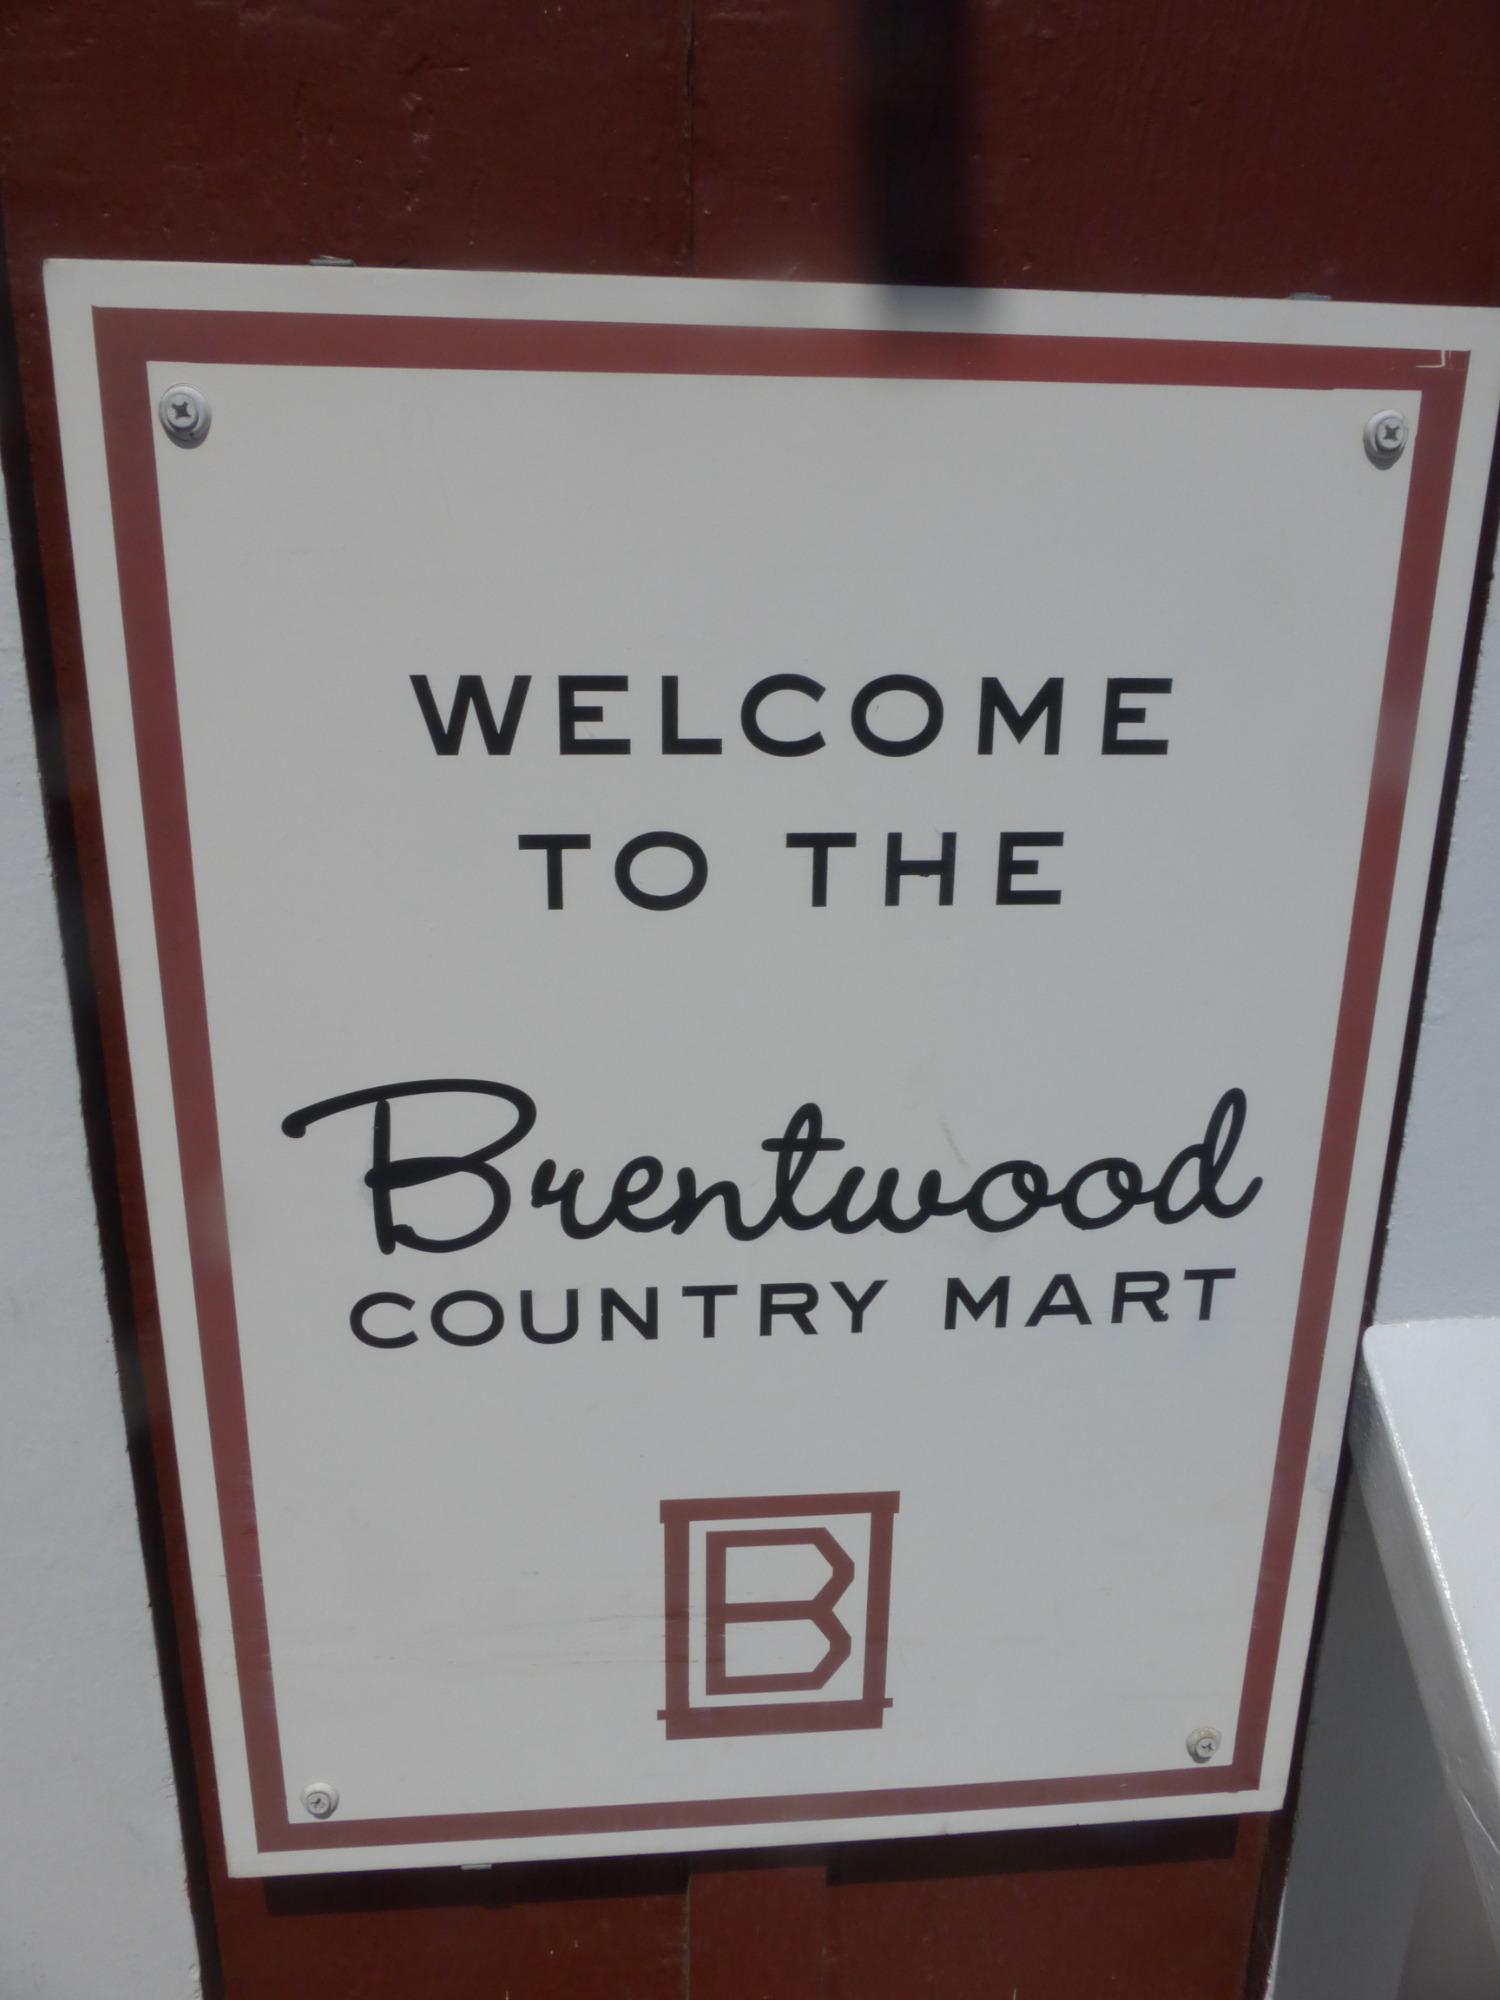 WELCOME
TO THE
Brentwood
COUNTRY MART
B